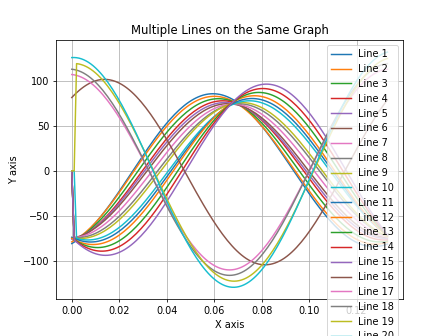 Multiple Lines on the Same Graph
Y axis
100
50
0
−50
−100
0.00
0.02
0.04
0.06
0.08
0.10
X axis
Line 1
Line 2
Line 3
Line 4
Line 5
Line 6
Line 7
Line 8
Line 9
Line 10
Line 11
Line 12
Line 13
Line 14
Line 15
Line 16
Line 17
Line 18
Line 19
Line 20